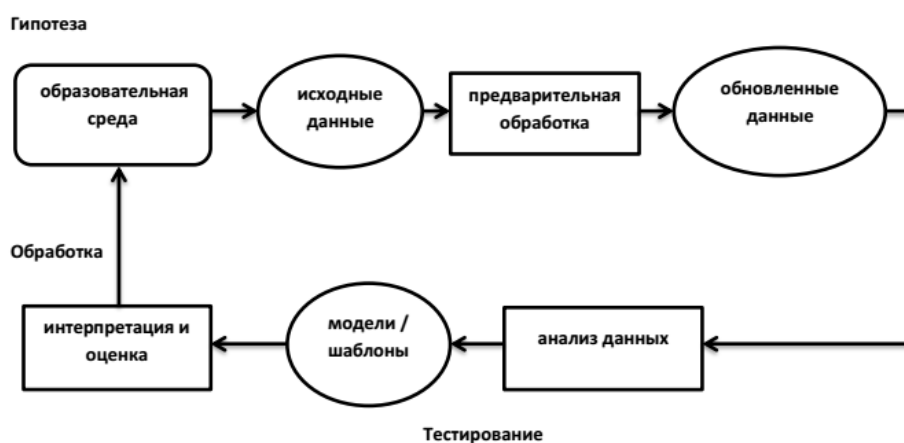 Гипотеза
образовательная
среда
исходные
данные
предварительная
обработка
обновленные
данные
Обработка
интерпретация и
оценка
модели /
шаблоны
анализ данных
Тестирование